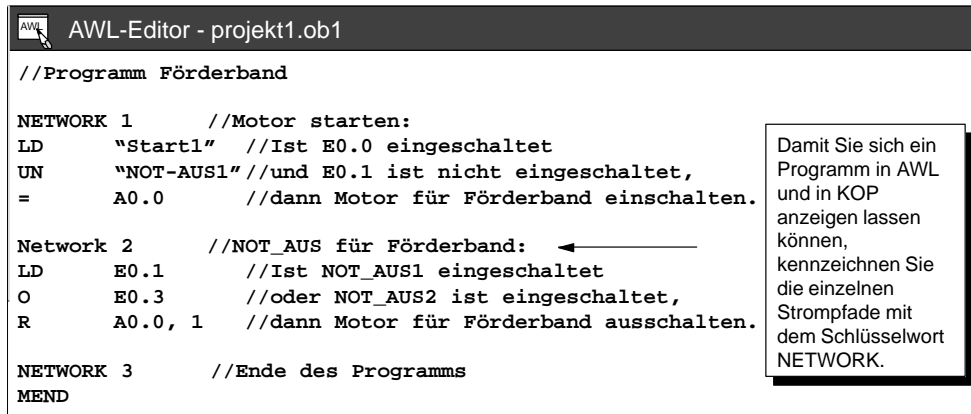 AWL
AWL-Editor - projekt1.ob1
//Programm Förderband
NETWORK 1 //Motor starten:
LD “Start1” //Ist E0.0 eingeschaltet
UN “NOT-AUS1”//und E0.1 ist nicht eingeschaltet,
= A0.0 //dann Motor für Förderband einschalten.
Network 2 //NOT_AUS für Förderband:
LD E0.1 //Ist NOT_AUS1 eingeschaltet
O E0.3 //oder NOT_AUS2 ist eingeschaltet,
R A0.0, 1 //dann Motor für Förderband ausschalten.
NETWORK 3 //Ende des Programms
MEND
Damit Sie sich ein
Programm in AWL
und in KOP
anzeigen lassen
können,
kennzeichnen Sie
die einzelnen
Strompfade mit
dem Schlüsselwort
NETWORK.